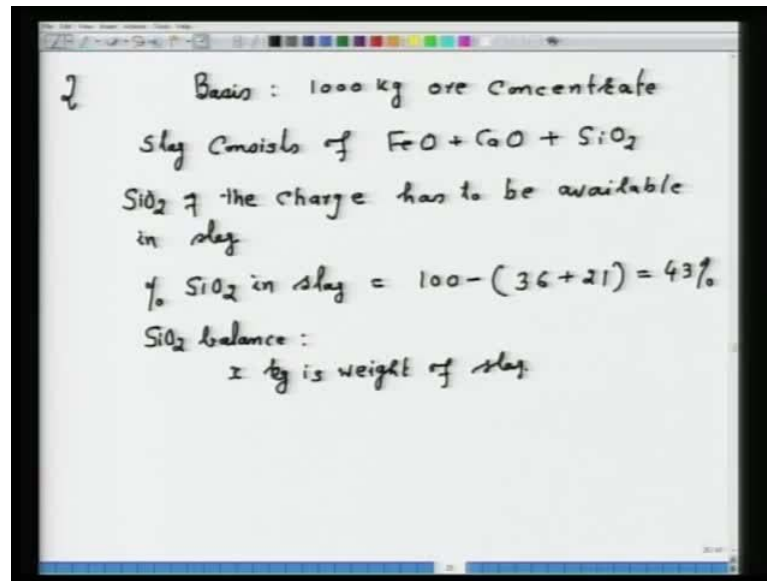 2 Basis : 1000 kg ore Concentrate
Slag Consists of FeO + CaO + SiO2
SiO2 of the charge has to be available
in slag
% SiO2 in slag = 100 - (36 + 21) = 43%
SiO2 balance :
x kg is weight of slag.